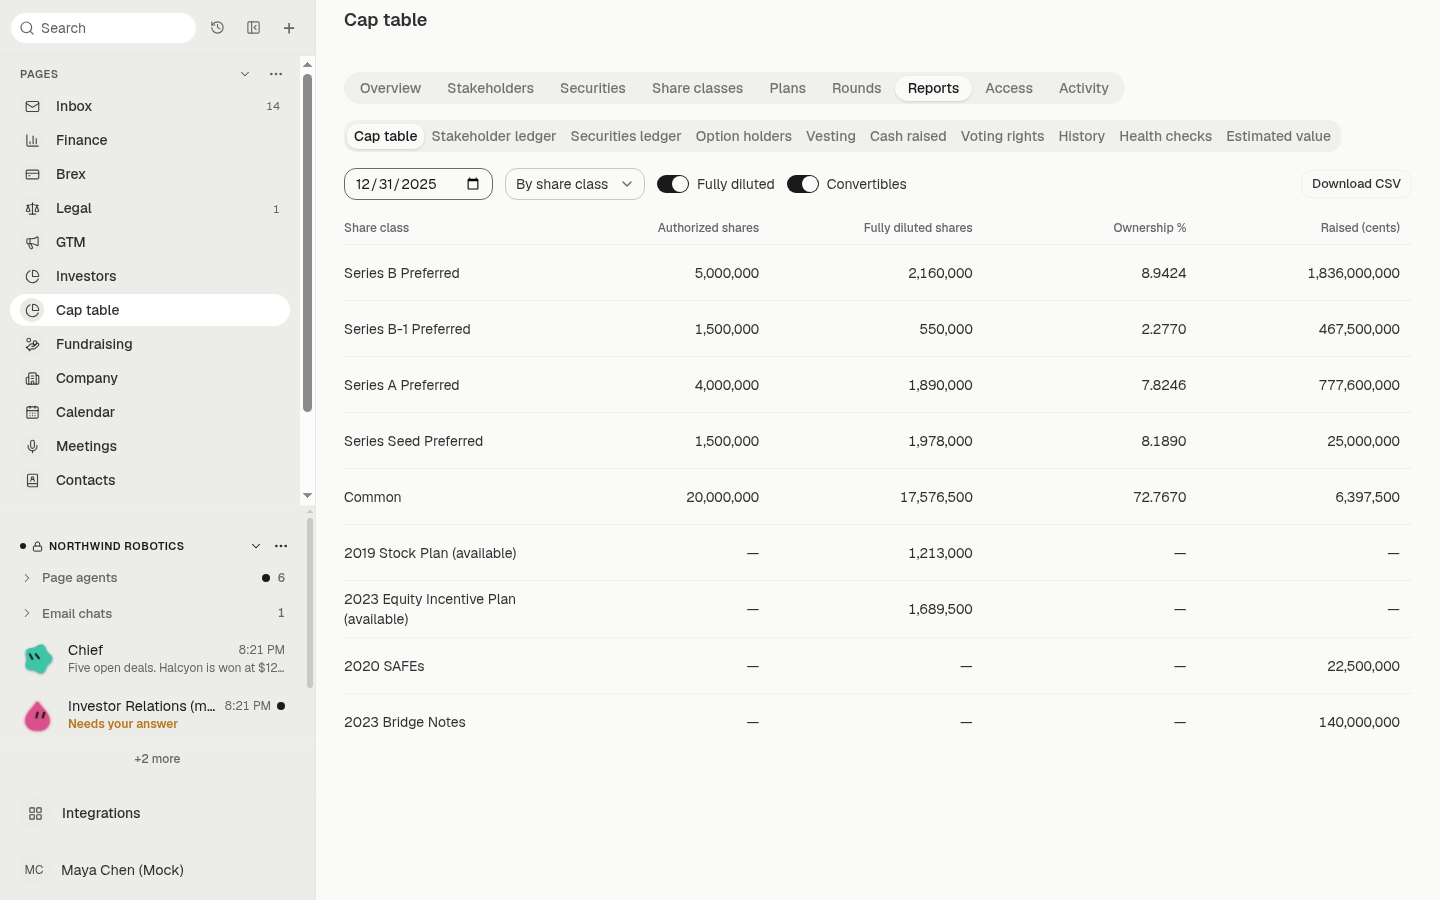 Search
PAGES
Inbox 14
Finance
Brex
Legal 1
GTM
Investors
Cap table
Fundraising
Company
Calendar
Meetings
Contacts
NORTHWIND ROBOTICS
Page agents 6
Email chats 1
Chief 8:21 PM
Five open deals. Halcyon is won at $12...
Investor Relations (m... 8:21 PM
Needs your answer
+2 more
Integrations
MC Maya Chen (Mock)
Cap table
Overview Stakeholders Securities Share classes Plans Rounds Reports Access Activity
Cap table Stakeholder ledger Securities ledger Option holders Vesting Cash raised Voting rights History Health checks Estimated value
12/31/2025 By share class Fully diluted Convertibles Download CSV
Share class Authorized shares Fully diluted shares Ownership % Raised (cents)
Series B Preferred 5,000,000 2,160,000 8.9424 1,836,000,000
Series B-1 Preferred 1,500,000 550,000 2.2770 467,500,000
Series A Preferred 4,000,000 1,890,000 7.8246 777,600,000
Series Seed Preferred 1,500,000 1,978,000 8.1890 25,000,000
Common 20,000,000 17,576,500 72.7670 6,397,500
2019 Stock Plan (available) — 1,213,000 — —
2023 Equity Incentive Plan
(available) — 1,689,500 — —
2020 SAFEs — — — 22,500,000
2023 Bridge Notes — — — 140,000,000